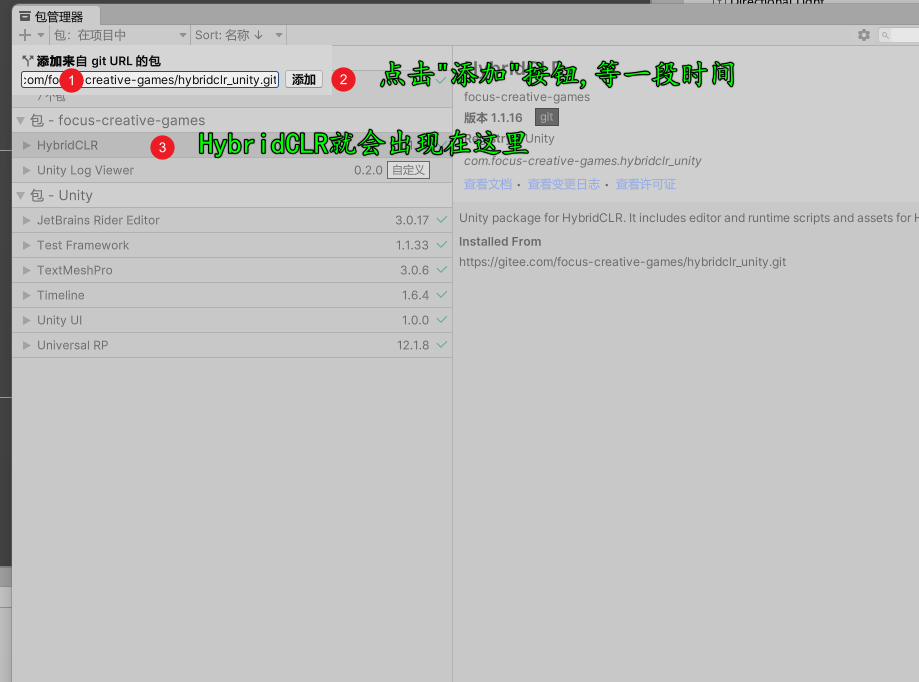 Directional Light
包管理器
包: 在项目中
Sort: 名称 ↓
添加来自 git URL 的包
:com/fo
1
creative-games/hybridclr_unity.git
添加
2
点击"添加"按钮,等一段时间
7 个包
focus-creative-games
包 - focus-creative-games
版本 1.1.16
git
HybridCLR
3
HybridCLR就会出现在这里
Unity Log Viewer
0.2.0
自定义
com.focus-creative-games.hybridclr_unity
查看文档 • 查看变更日志 • 查看许可证
包 - Unity
JetBrains Rider Editor
3.0.17
Unity package for HybridCLR. It includes editor and runtime scripts and assets for H
Test Framework
1.1.33
Installed From
TextMeshPro
3.0.6
https://gitee.com/focus-creative-games/hybridclr_unity.git
Timeline
1.6.4
Unity UI
1.0.0
Universal RP
12.1.8